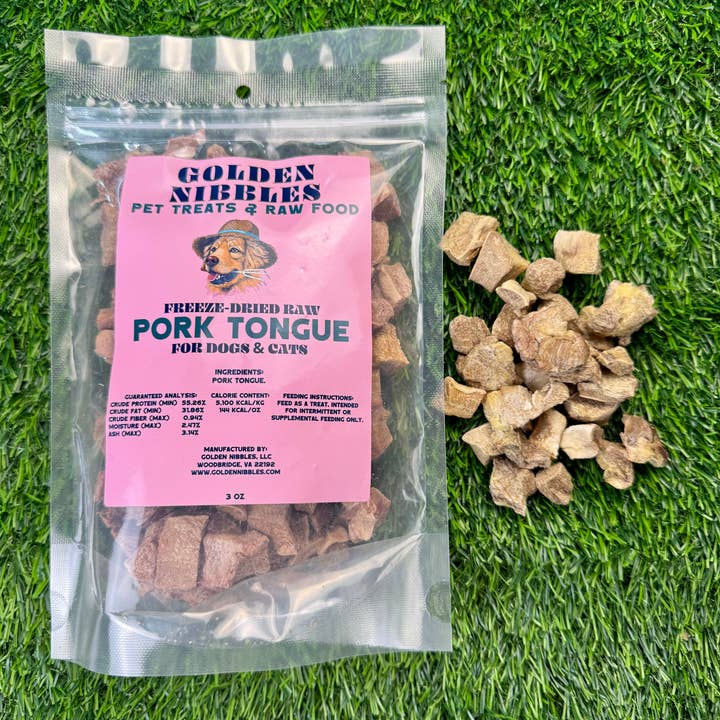 GOLDEN
NIBBLES
PET TREATS & RAW FOOD
FREEZE-DRIED RAW
PORK TONGUE
FOR DOGS & CATS
INGREDIENTS:
PORK TONGUE.
GUARANTEED ANALYSIS:
CRUDE PROTEIN (MIN) 55.26%
CRUDE FAT (MIN) 31.86%
CRUDE FIBER (MAX) 0.94%
MOISTURE (MAX) 2.47%
ASH (MAX) 3.14%
CALORIE CONTENT:
5,100 KCAL/KG
144 KCAL/OZ
FEEDING INSTRUCTIONS:
FEED AS A TREAT. INTENDED
FOR INTERMITTENT OR
SUPPLEMENTAL FEEDING ONLY.
MANUFACTURED BY:
GOLDEN NIBBLES, LLC
WOODBRIDGE, VA 22192
WWW.GOLDENNIBBLES.COM
3 OZ